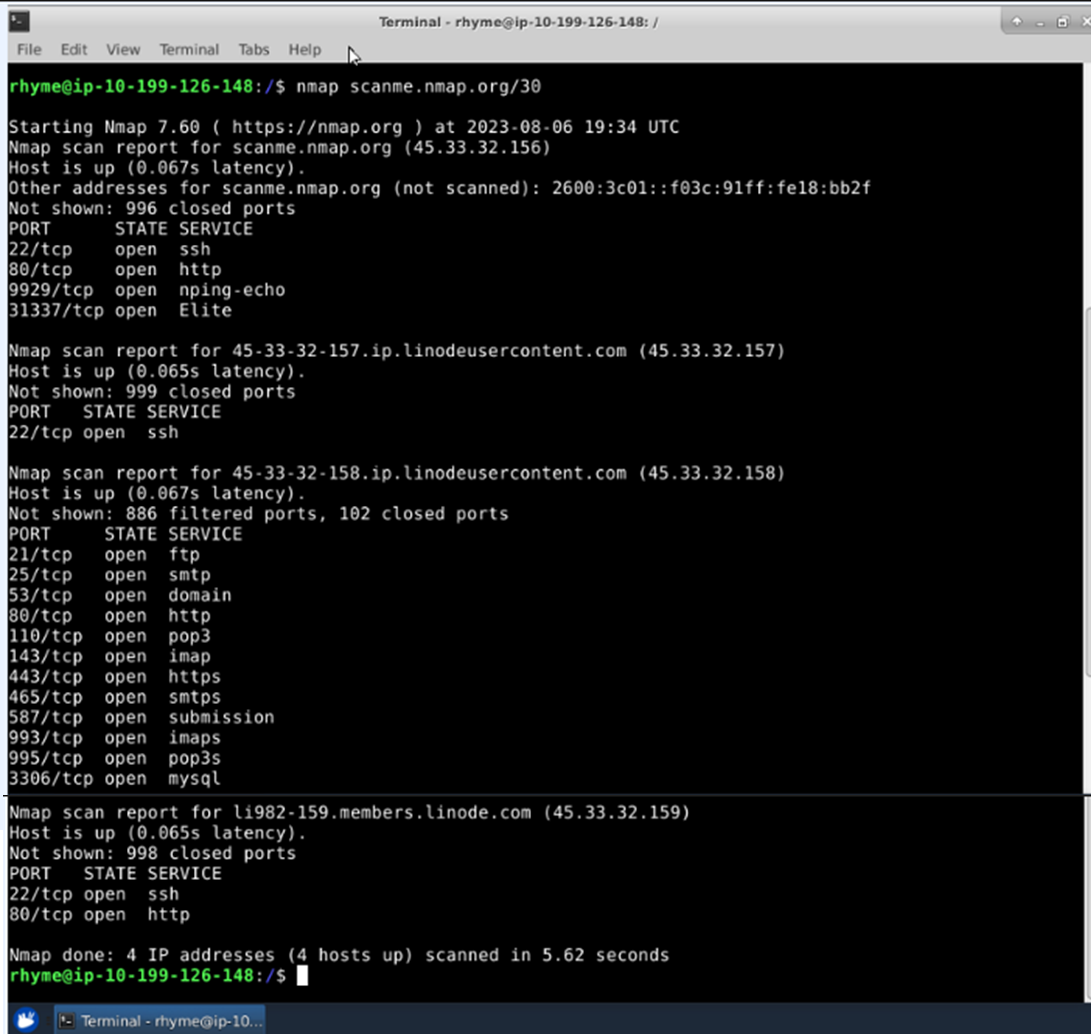 Terminal - rhyme@ip-10-199-126-148: /
File Edit View Terminal Tabs Help
rhyme@ip-10-199-126-148:/$ nmap scanme.nmap.org/30
Starting Nmap 7.60 ( https://nmap.org ) at 2023-08-06 19:34 UTC
Nmap scan report for scanme.nmap.org (45.33.32.156)
Host is up (0.067s latency).
Other addresses for scanme.nmap.org (not scanned): 2600:3c01::f03c:91ff:fe18:bb2f
Not shown: 996 closed ports
PORT STATE SERVICE
22/tcp open ssh
80/tcp open http
9929/tcp open nping-echo
31337/tcp open Elite
Nmap scan report for 45-33-32-157.ip.linodeusercontent.com (45.33.32.157)
Host is up (0.065s latency).
Not shown: 999 closed ports
PORT STATE SERVICE
22/tcp open ssh
Nmap scan report for 45-33-32-158.ip.linodeusercontent.com (45.33.32.158)
Host is up (0.067s latency).
Not shown: 886 filtered ports, 102 closed ports
PORT STATE SERVICE
21/tcp open ftp
25/tcp open smtp
53/tcp open domain
80/tcp open http
110/tcp open pop3
143/tcp open imap
443/tcp open https
465/tcp open smtps
587/tcp open submission
993/tcp open imaps
995/tcp open pop3s
3306/tcp open mysql
Nmap scan report for li982-159.members.linode.com (45.33.32.159)
Host is up (0.065s latency).
Not shown: 998 closed ports
PORT STATE SERVICE
22/tcp open ssh
80/tcp open http
Nmap done: 4 IP addresses (4 hosts up) scanned in 5.62 seconds
rhyme@ip-10-199-126-148:/$
Terminal - rhyme@ip-10...